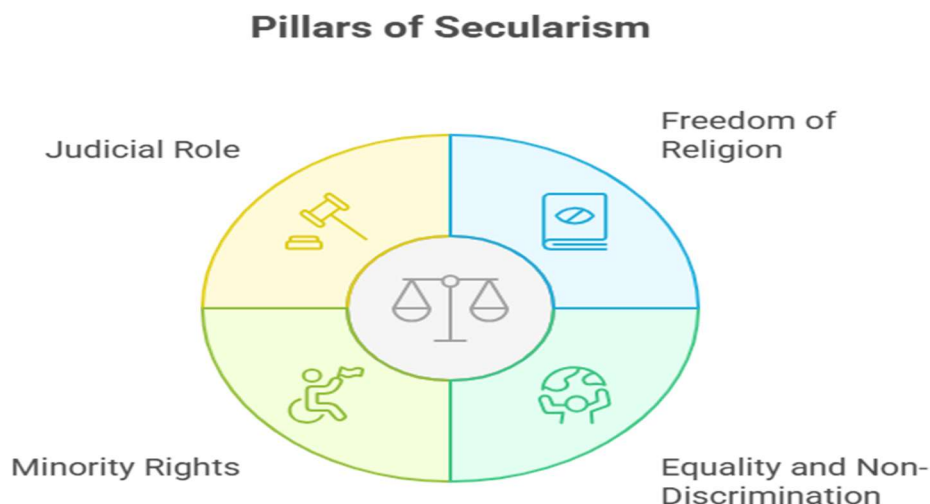 Pillars of Secularism
Judicial Role
Freedom of
Religion
Minority Rights
Equality and Non-
Discrimination